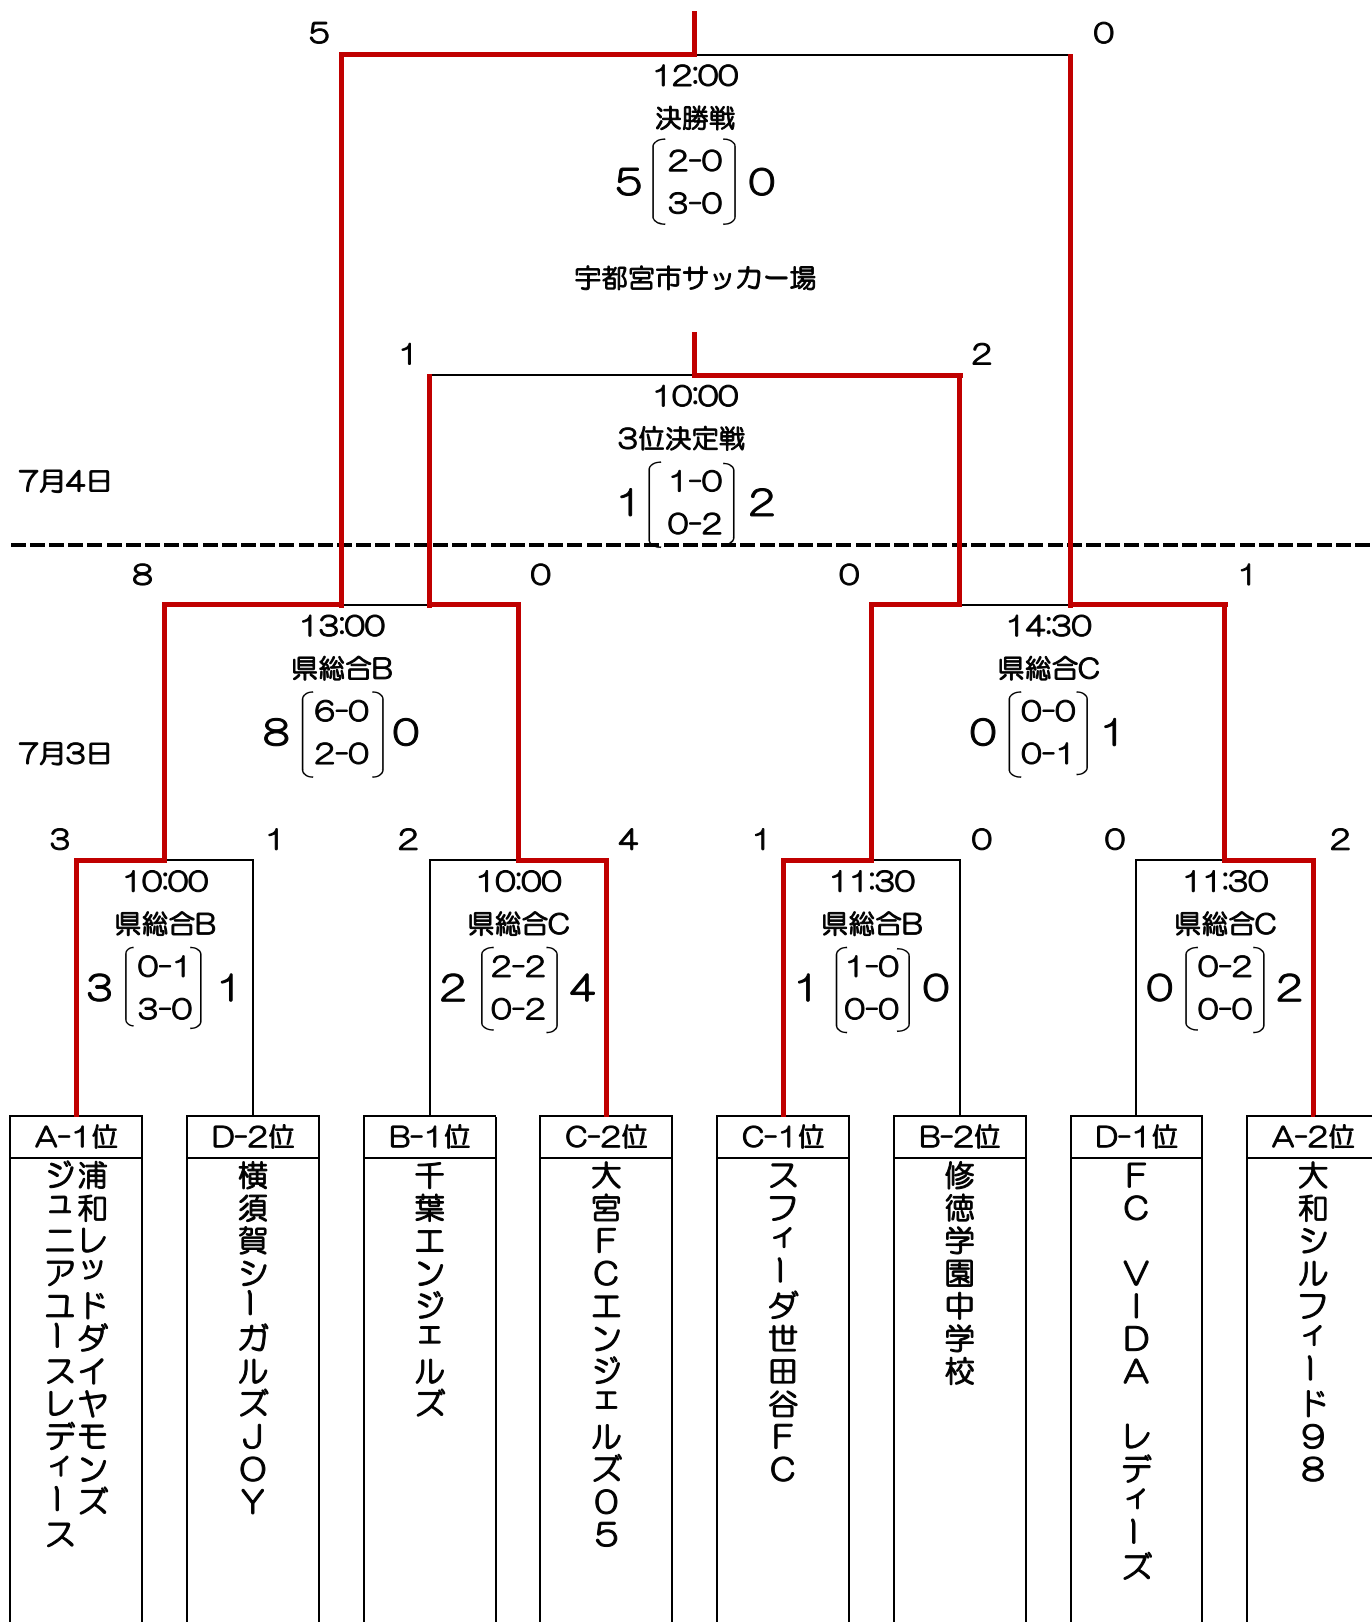 5
0
12:00
決勝戦
5
2-0
3-0
0
宇都宮市サッカー場
1
2
10:00
3位決定戦
1
1-0
0-2
2
7月4日
8
0
0
1
13:00
県総合B
8
6-0
2-0
0
14:30
県総合C
0
0-0
0-1
1
7月3日
3
1
2
4
1
0
0
2
10:00
県総合B
3
0-1
3-0
1
10:00
県総合C
2
2-2
0-2
4
11:30
県総合B
1
1-0
0-0
0
11:30
県総合C
0
0-2
0-0
2
A-1位
浦和レッドダイヤモンズ
ジュニアユースレディース
D-2位
横須賀シーガルズJOY
B-1位
千葉エンジェルズ
C-2位
大宮FCエンジェルズ05
C-1位
スフィーダ世田谷FC
B-2位
修徳学園中学校
D-1位
FC VIDA レディーズ
A-2位
大和シルフィード98